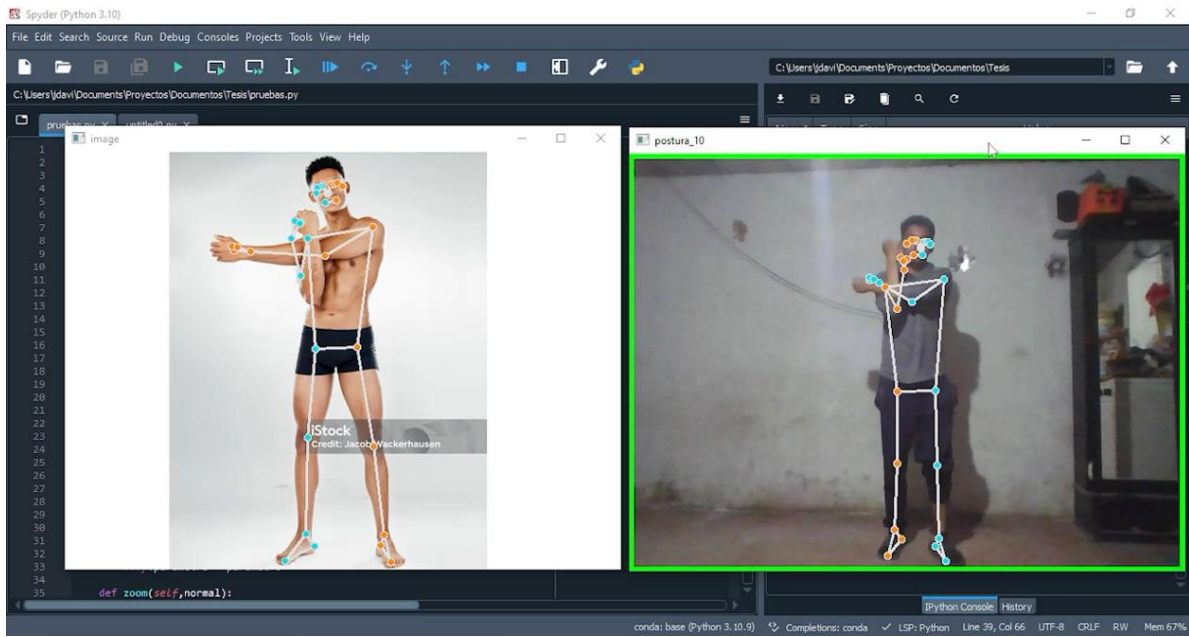 Spyder (Python 3.10)
File Edit Search Source Run Debug Consoles Projects Tools View Help
C:\Users\jdavi\Documents\Proyectos\Documentos\Tesis
C:\Users\jdavi\Documents\Proyectos\Documentos\Tesis\pruebas.py
pruebas.py untitled0.py
image
postura_10
1
2
3
4
5
6
7
8
9
10
11
12
13
14
15
16
17
18
19
20
21
22
23
24
25
26
27
28
29
30
31
32
33
34
35 def zoom(self,normal):
iStock
Credit: Jacob Wackerhausen
IPython Console History
conda: base (Python 3.10.9) Completions: conda LSP: Python Line 39, Col 66 UTF-8 CRLF RW Mem 67%